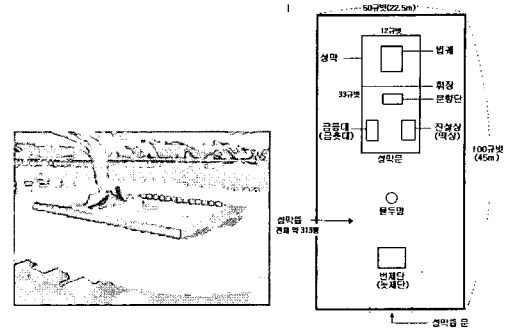 50규빗(22.5m)
12규빗
성막
법궤
휘장
33규빗
분향단
금등대
(금촛대)
진설상
(떡상)
성막문
100규빗
(45m)
물두멍
성막뜰
전체 약 313평
번제단
(놋제단)
성막뜰 문